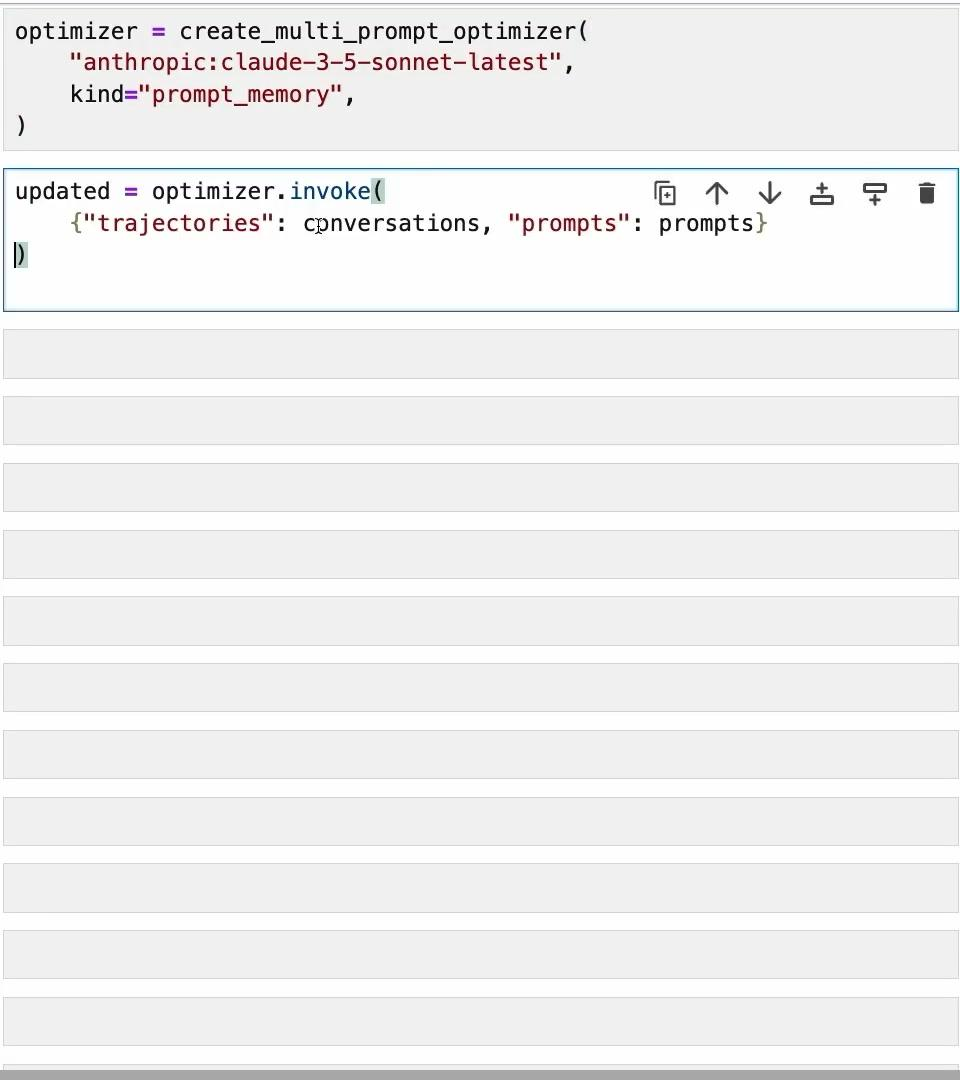 optimizer = create_multi_prompt_optimizer(
    "anthropic:claude-3-5-sonnet-latest",
    kind="prompt_memory",
)
updated = optimizer.invoke(
    {"trajectories": conversations, "prompts": prompts}
)